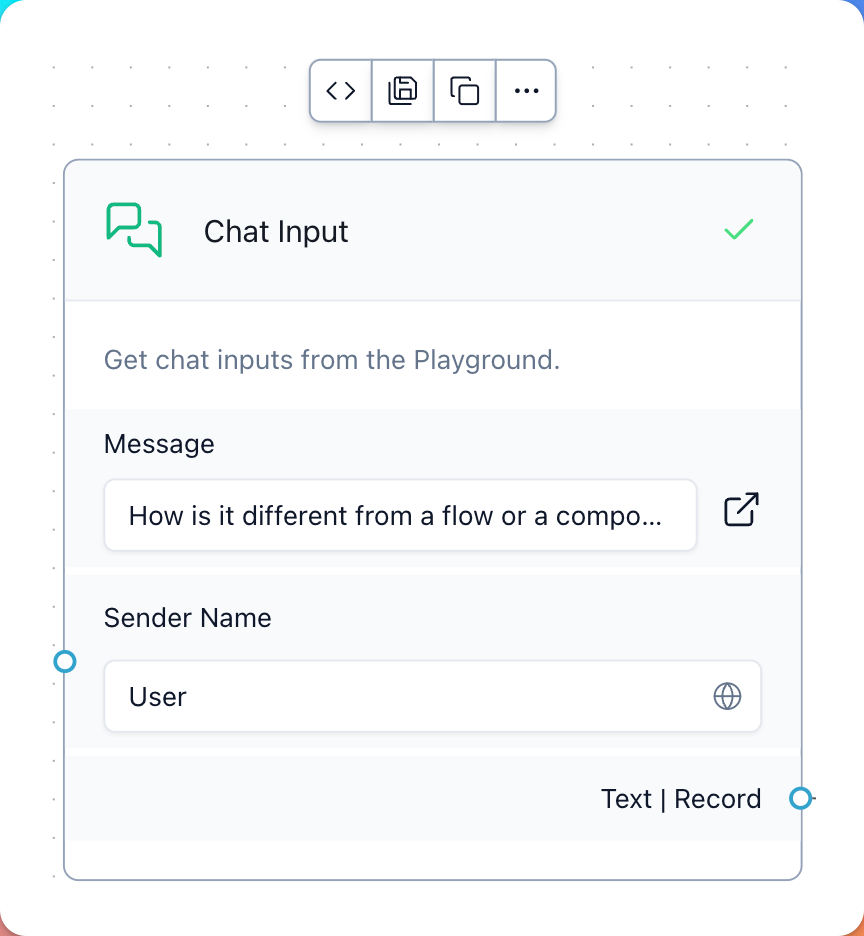 Chat Input
Get chat inputs from the Playground.
Message
How is it different from a flow or a compo...
Sender Name
User
Text | Record